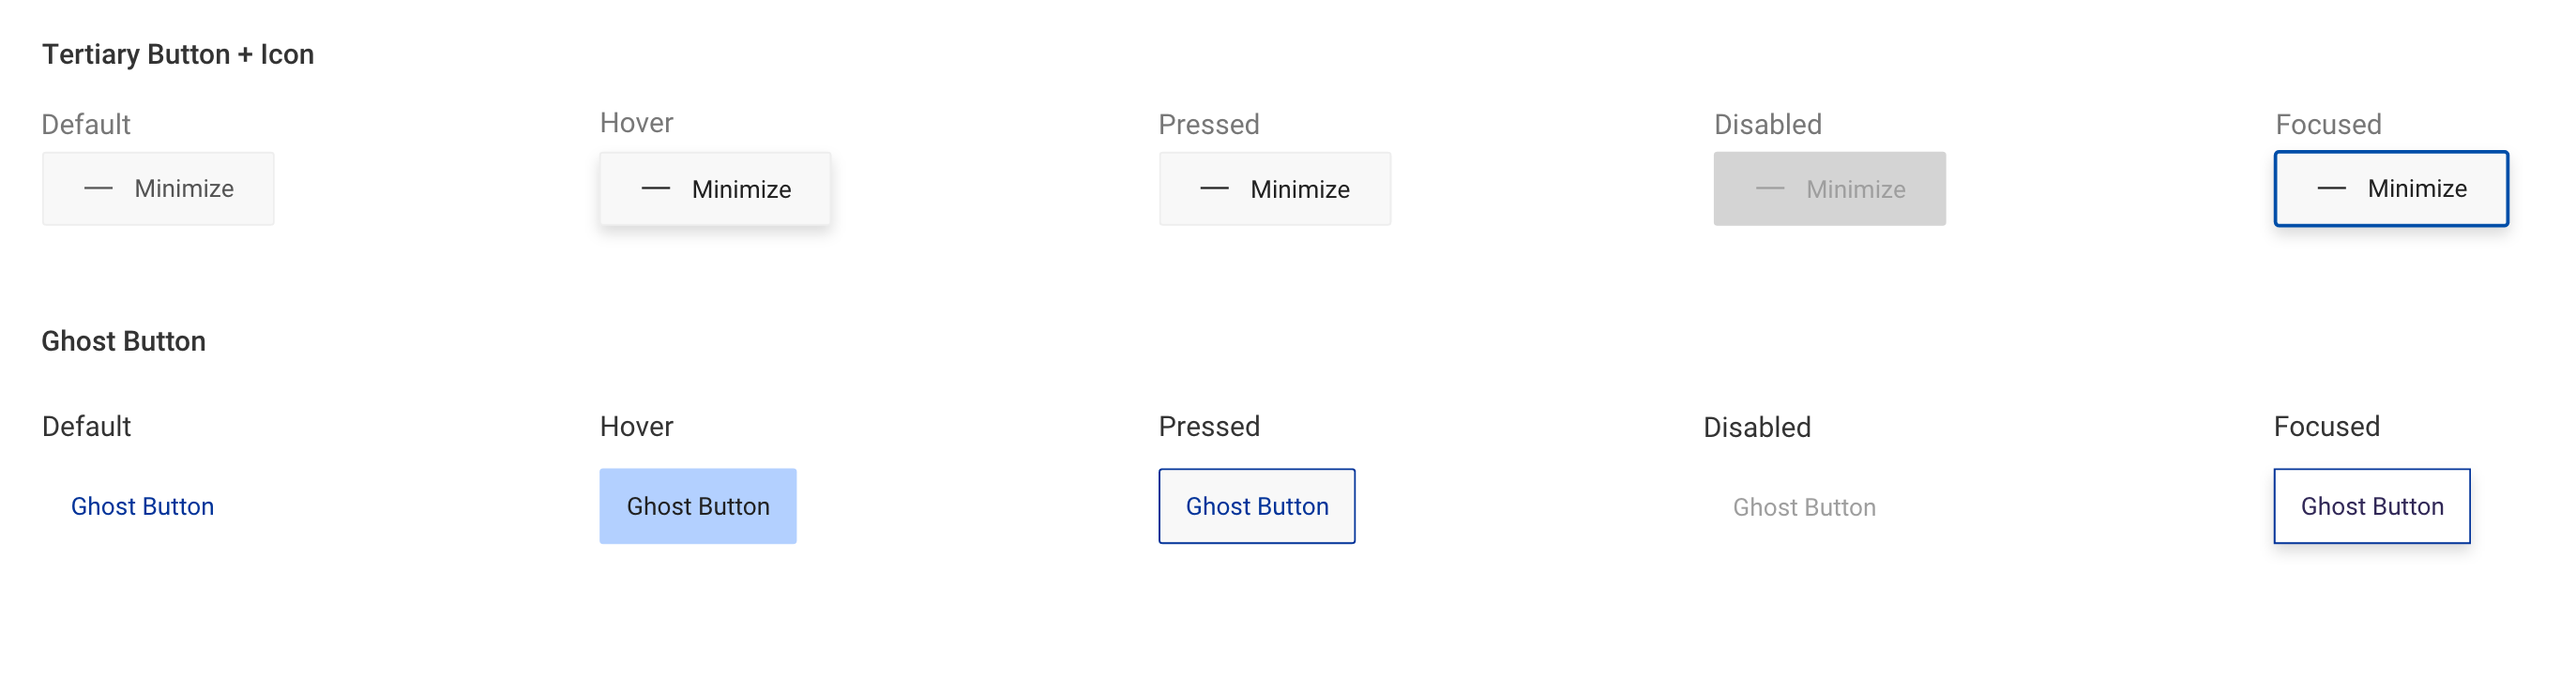 Tertiary Button + Icon
Default Hover Pressed Disabled Focused
Minimize Minimize Minimize Minimize Minimize
Ghost Button
Default Hover Pressed Disabled Focused
Ghost Button Ghost Button Ghost Button Ghost Button Ghost Button